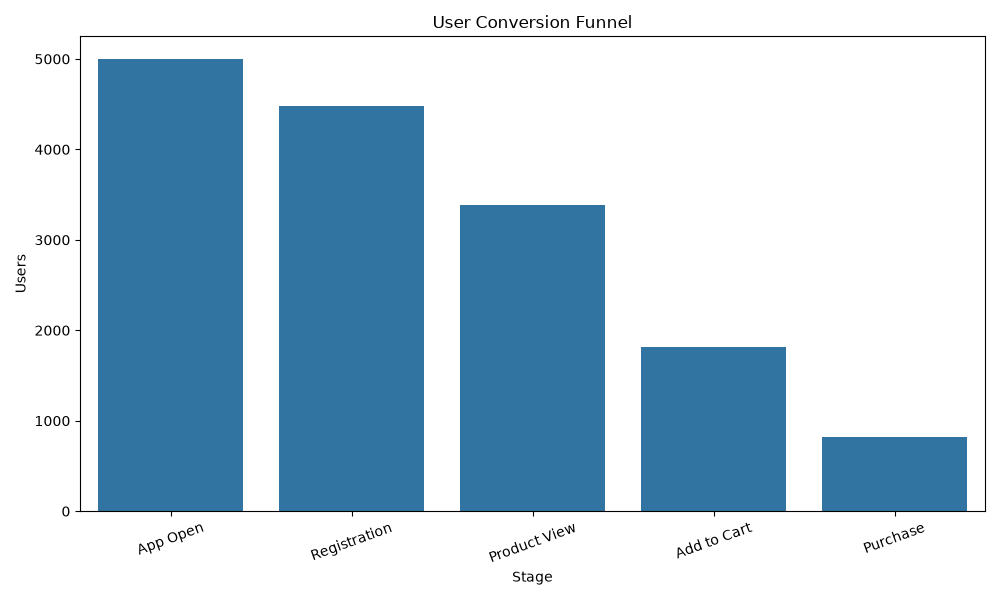 User Conversion Funnel
5000
4000
3000
2000
1000
0
Users
App Open
Registration
Product View
Add to Cart
Purchase
Stage